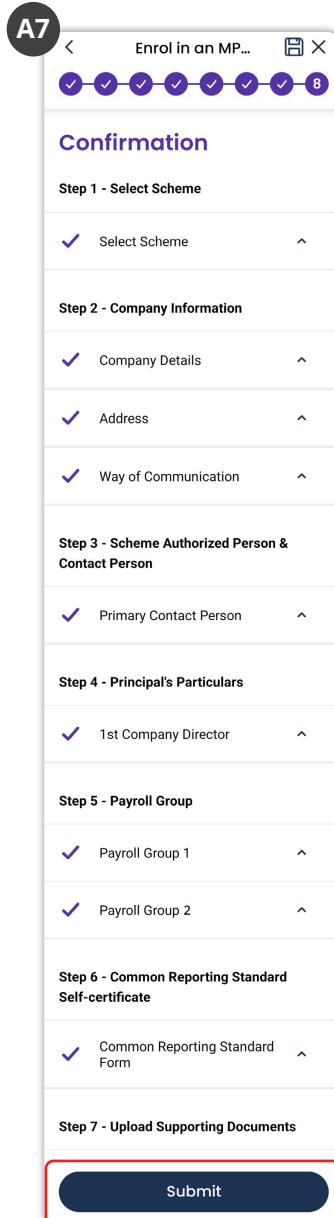 A7
Enrol in an MP...
8
Confirmation
Step 1 - Select Scheme
Select Scheme
Step 2 - Company Information
Company Details
Address
Way of Communication
Step 3 - Scheme Authorized Person &
Contact Person
Primary Contact Person
Step 4 - Principal's Particulars
1st Company Director
Step 5 - Payroll Group
Payroll Group 1
Payroll Group 2
Step 6 - Common Reporting Standard
Self-certificate
Common Reporting Standard
Form
Step 7 - Upload Supporting Documents
Submit